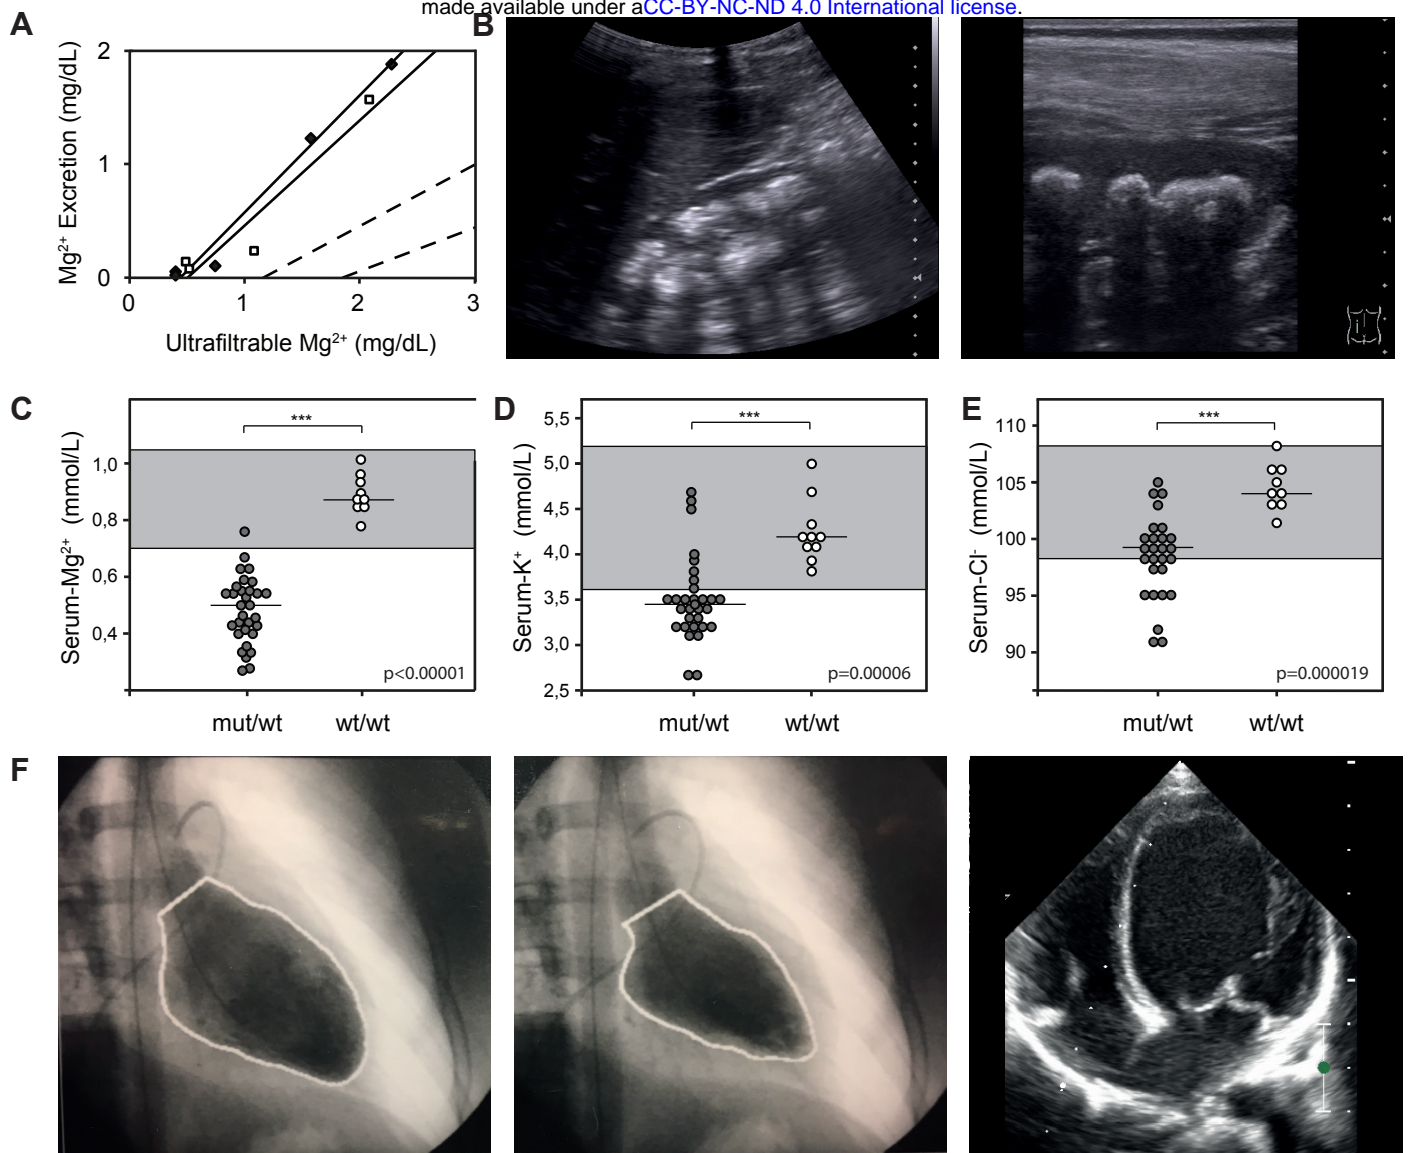 made available under aCC-BY-NC-ND 4.0 International license.
A
Mg²⁺ Excretion (mg/dL)
2
1
0
0
1
2
3
Ultrafiltrable Mg²⁺ (mg/dL)
B
C
Serum-Mg²⁺ (mmol/L)
1,0
0,8
0,6
0,4
***
p<0.00001
mut/wt
wt/wt
D
Serum-K⁺ (mmol/L)
5,5
5,0
4,5
4,0
3,5
3,0
2,5
***
p=0.00006
mut/wt
wt/wt
E
Serum-Cl⁻ (mmol/L)
110
105
100
95
90
***
p=0.000019
mut/wt
wt/wt
F